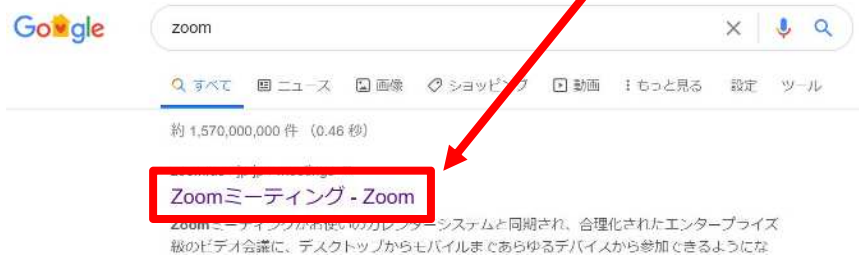 Google
zoom
すべて ニュース 画像 ショッピング 動画 もっと見る 設定 ツール
約 1,570,000,000 件 (0.46 秒)
Zoomミーティング - Zoom
Zoomミーティングがお使いのカレンダーシステムと同期され、合理化されたエンタープライズ
級のビデオ会議に、デスクトップからモバイルまであらゆるデバイスから参加できるようにな